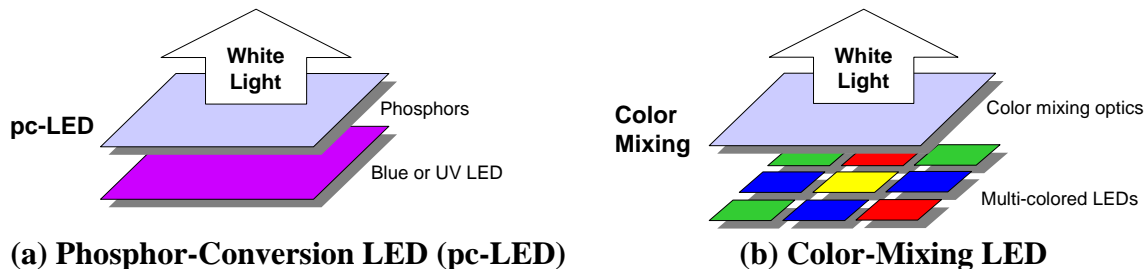 White
Light
pc-LED
Phosphors
Blue or UV LED
(a) Phosphor-Conversion LED (pc-LED)
White
Light
Color
Mixing
Color mixing optics
Multi-colored LEDs
(b) Color-Mixing LED